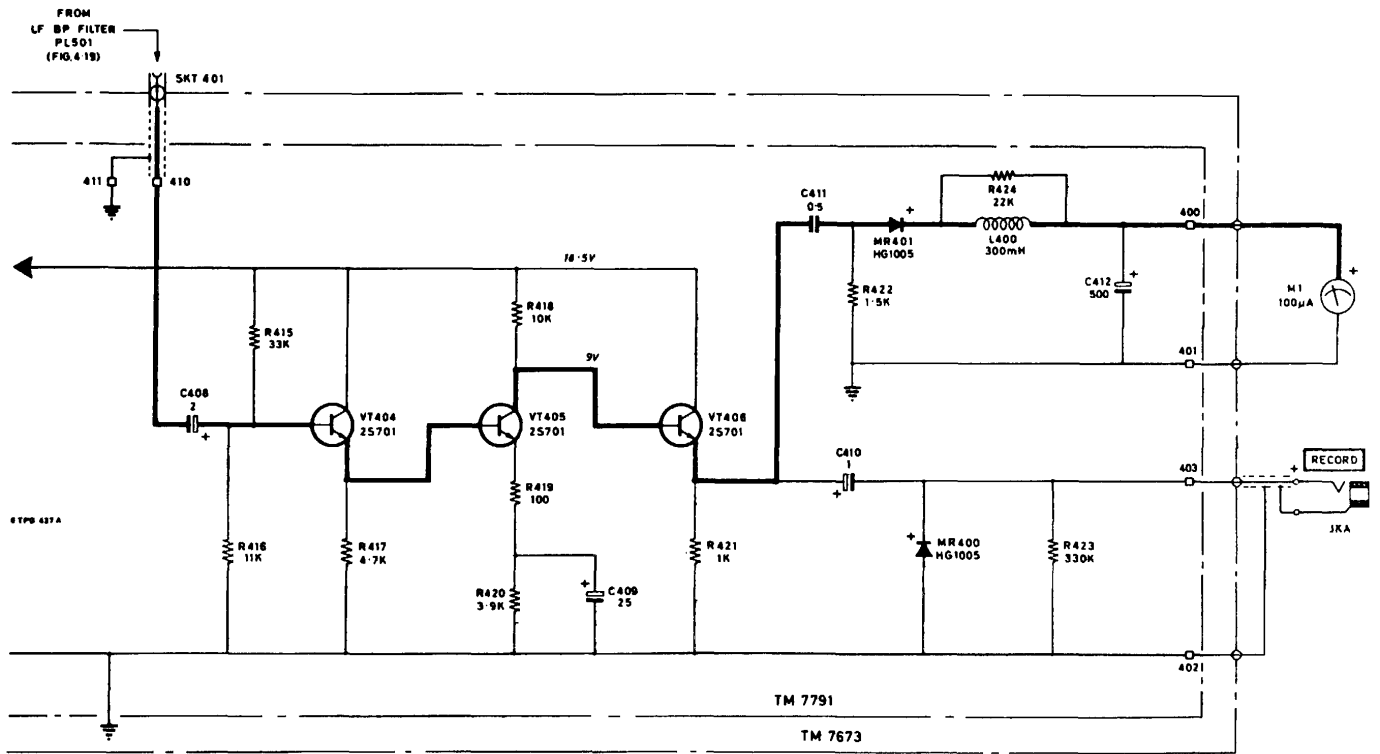 FROM
LF BP FILTER
PL501
(FIG.4·19)
SKT 401
411
410
C411
0·5
R424
22K
400
MR401
HG1005
L400
300mH
+
R422
1·5K
C412
500
+
M1
100µA
+
401
R415
33K
R418
10K
9V
C408
2
+
VT404
2S701
VT405
2S701
VT406
2S701
C410
1
+
403
RECORD
+
JKA
R419
100
R416
11K
R417
4·7K
R421
1K
+
MR400
HG1005
R423
330K
R420
3·9K
+
C409
25
402
TM 7791
TM 7673